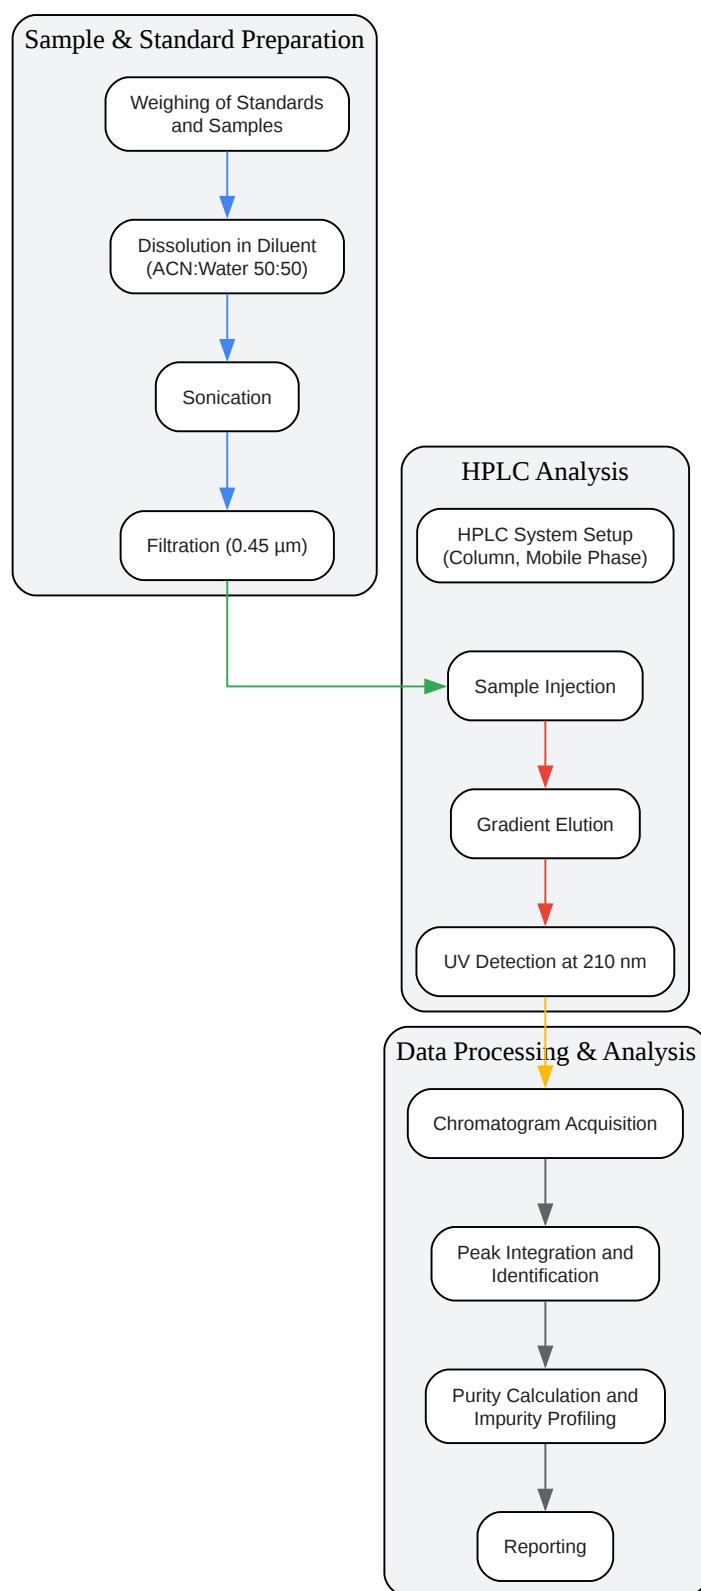 Sample & Standard Preparation
Weighing of Standards
and Samples
Dissolution in Diluent
(ACN:Water 50:50)
Sonication
Filtration (0.45 µm)
HPLC Analysis
HPLC System Setup
(Column, Mobile Phase)
Sample Injection
Gradient Elution
UV Detection at 210 nm
Data Processing & Analysis
Chromatogram Acquisition
Peak Integration and
Identification
Purity Calculation and
Impurity Profiling
Reporting